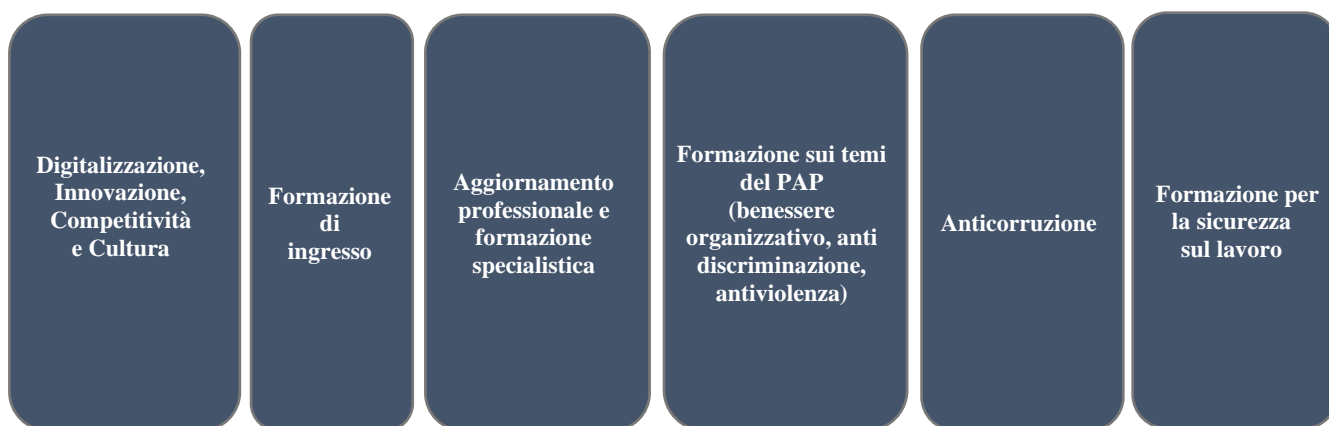 Digitalizzazione,
Innovazione,
Competitività
e Cultura
Formazione
di
ingresso
Aggiornamento
professionale e
formazione
specialistica
Formazione sui temi
del PAP
(benessere
organizzativo, anti
discriminazione,
antiviolenza)
Anticorruzione
Formazione per
la sicurezza
sul lavoro